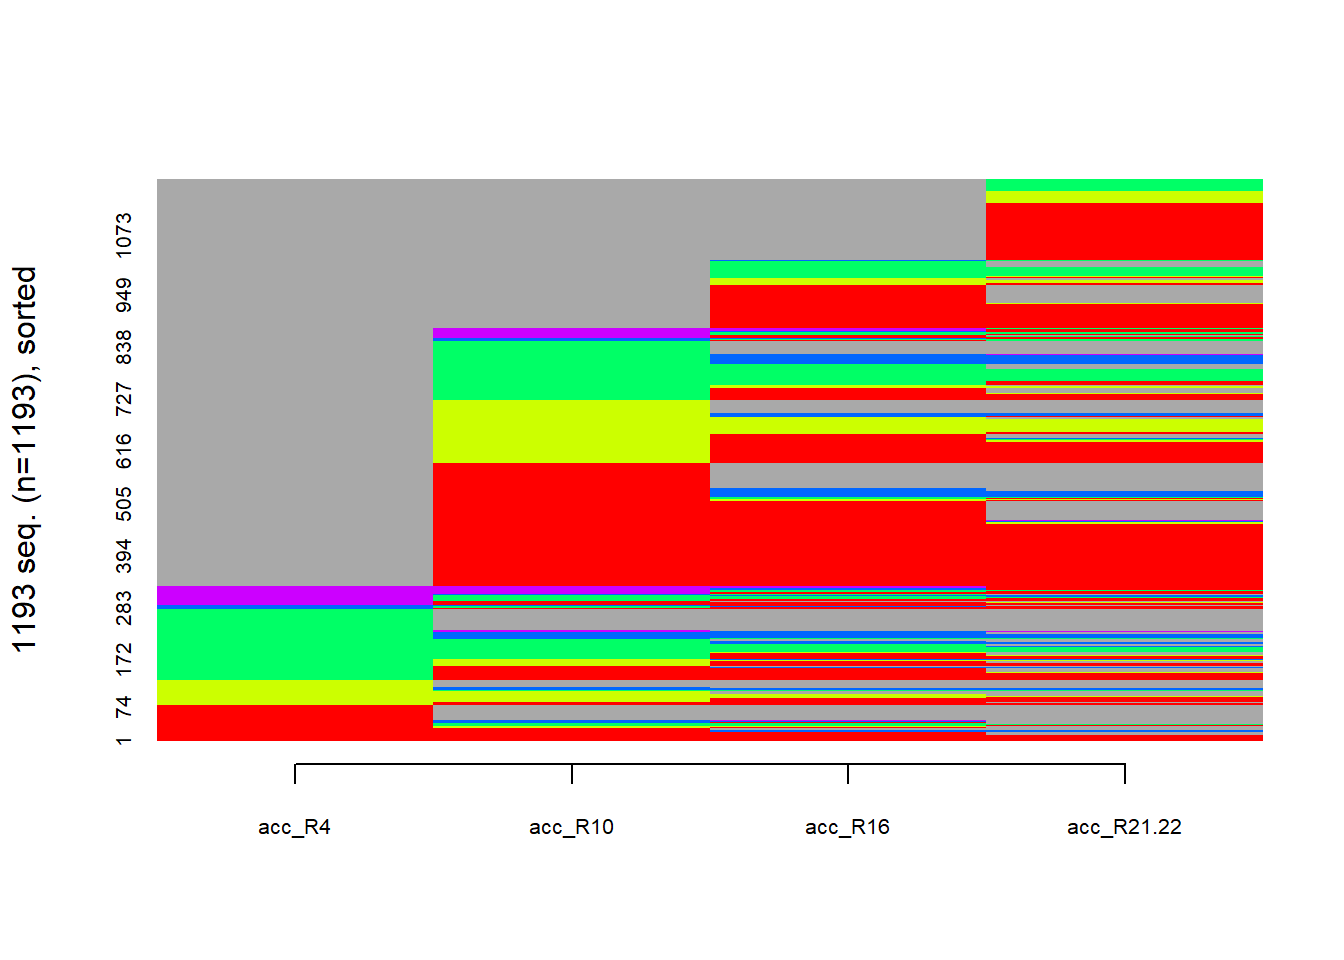 1193 seq. (n=1193), sorted
1073
949
838
727
616
505
394
283
172
74
1
acc_R4
acc_R10
acc_R16
acc_R21.22